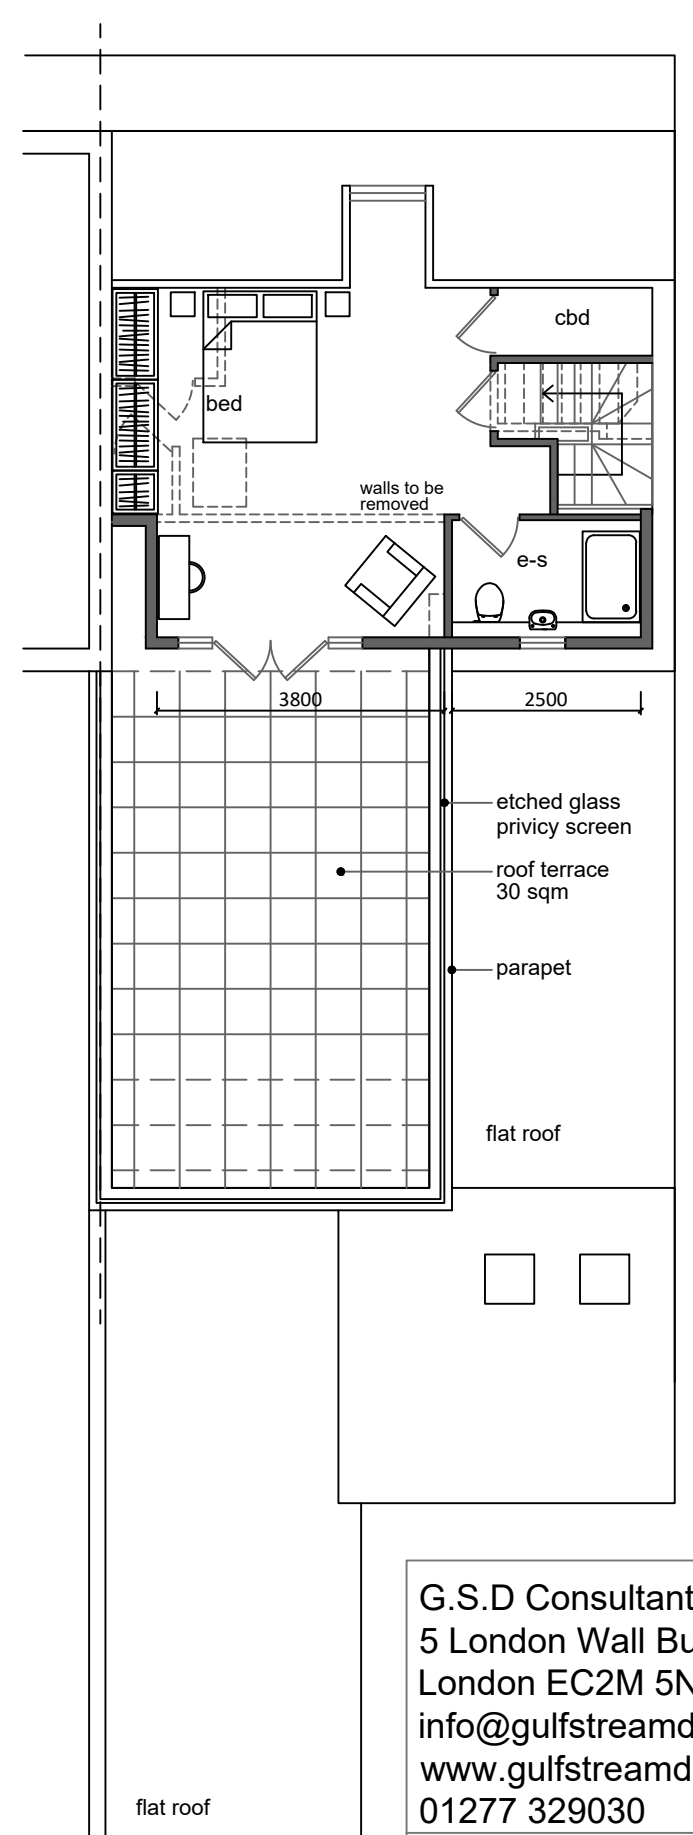 cbd
bed
walls to be
removed
e-s
3800
2500
etched glass
privicy screen
roof terrace
30 sqm
parapet
flat roof
G.S.D Consultant
5 London Wall Bu
London EC2M 5N
info@gulfstreamd
www.gulfstreamd
01277 329030
flat roof